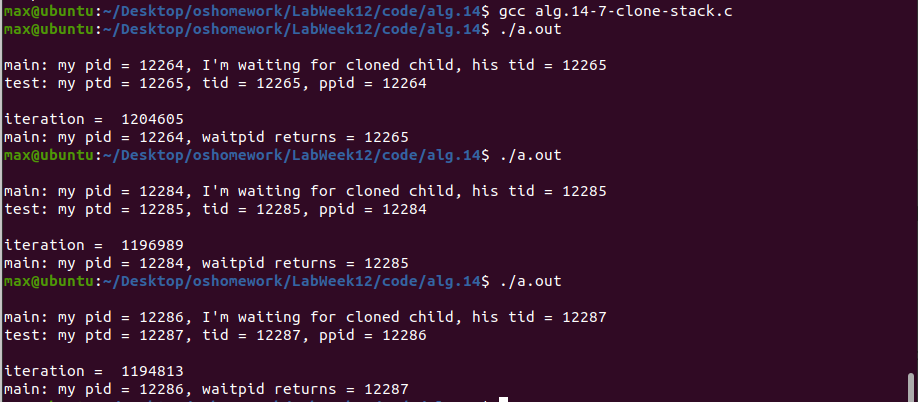 max@ubuntu:~/Desktop/oshomework/LabWeek12/code/alg.14$ gcc alg.14-7-clone-stack.c
max@ubuntu:~/Desktop/oshomework/LabWeek12/code/alg.14$ ./a.out
main: my pid = 12264, I'm waiting for cloned child, his tid = 12265
test: my ptd = 12265, tid = 12265, ppid = 12264
iteration =  1204605
main: my pid = 12264, waitpid returns = 12265
max@ubuntu:~/Desktop/oshomework/LabWeek12/code/alg.14$ ./a.out
main: my pid = 12284, I'm waiting for cloned child, his tid = 12285
test: my ptd = 12285, tid = 12285, ppid = 12284
iteration =  1196989
main: my pid = 12284, waitpid returns = 12285
max@ubuntu:~/Desktop/oshomework/LabWeek12/code/alg.14$ ./a.out
main: my pid = 12286, I'm waiting for cloned child, his tid = 12287
test: my ptd = 12287, tid = 12287, ppid = 12286
iteration =  1194813
main: my pid = 12286, waitpid returns = 12287